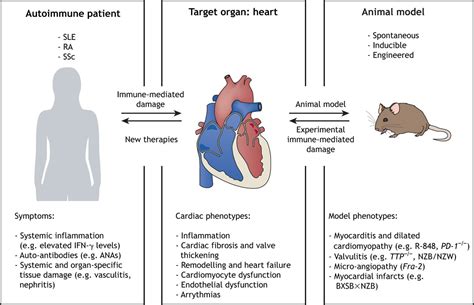 Autoimmune patient
- SLE
- RA
- SSc
Target organ: heart
Animal model
- Spontaneous
- Inducible
- Engineered
Immune-mediated
damage
New therapies
Animal model
Experimental
immune-mediated
damage
Symptoms:
- Systemic inflammation
(e.g. elevated IFN-γ levels)
- Auto-antibodies (e.g. ANAs)
- Systemic and organ-specific
tissue damage (e.g. vasculitis,
nephritis)
Cardiac phenotypes:
- Inflammation
- Cardiac fibrosis and valve
thickening
- Remodelling and heart failure
- Cardiomyocyte dysfunction
- Endothelial dysfunction
- Arrythmias
Model phenotypes:
- Myocarditis and dilated
cardiomyopathy (e.g. R-848, PD-1−/−)
- Valvulitis (e.g. TTP−/−, NZB/NZW)
- Micro-angiopathy (Fra-2)
- Myocardial infarcts (e.g.
BXSB×NZB)